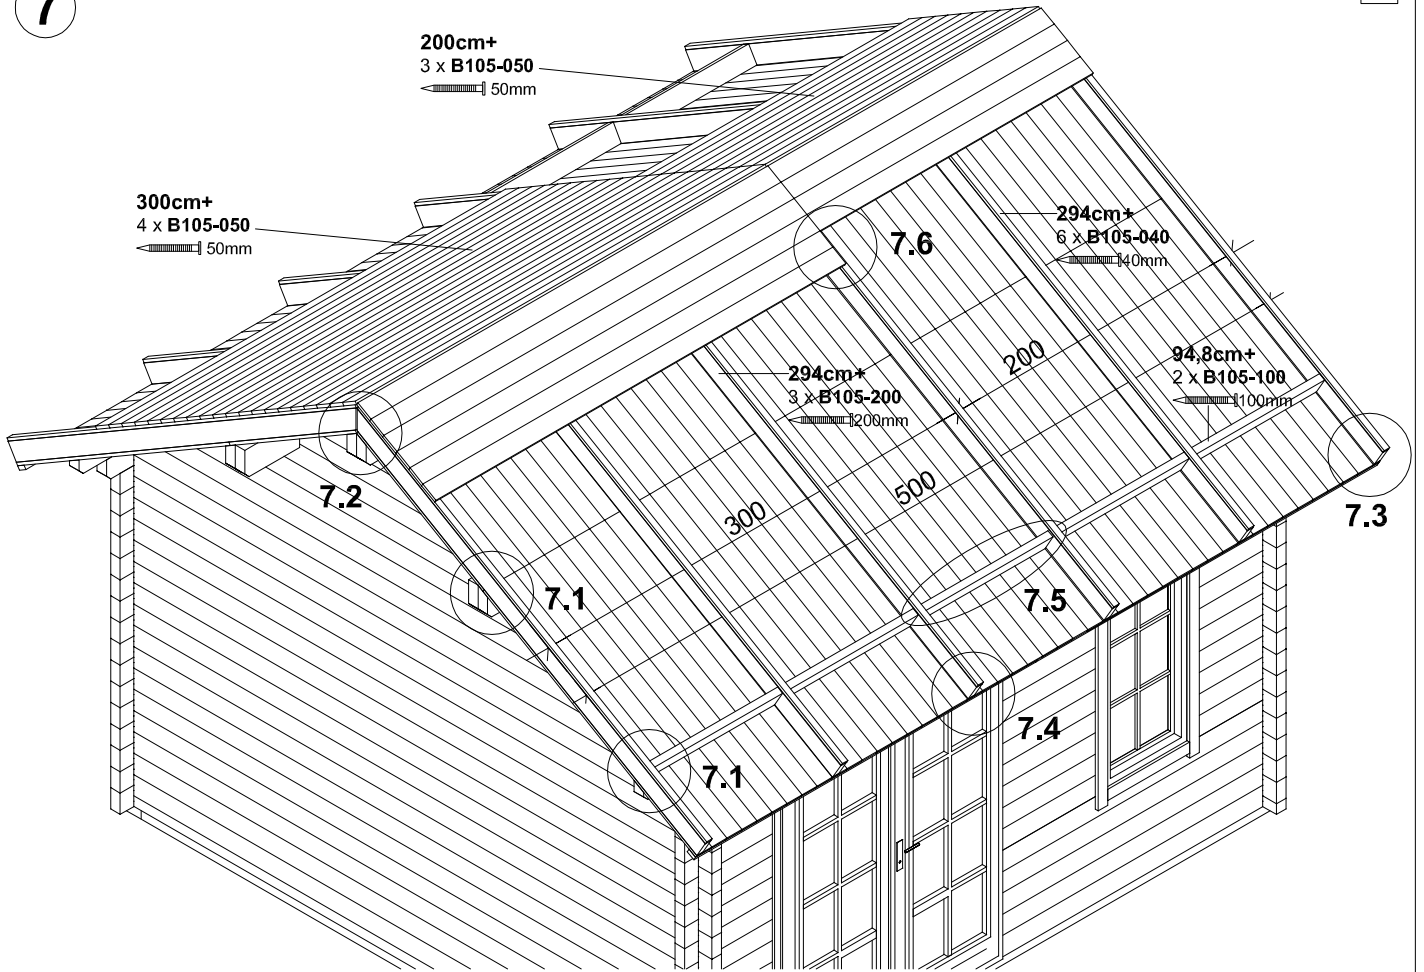 7
200cm+
3 x B105-050
50mm
300cm+
4 x B105-050
50mm
7.6
294cm+
6 x B105-040
40mm
200
94,8cm+
2 x B105-100
100mm
294cm+
3 x B105-200
200mm
7.2
500
300
7.3
7.1
7.5
7.4
7.1